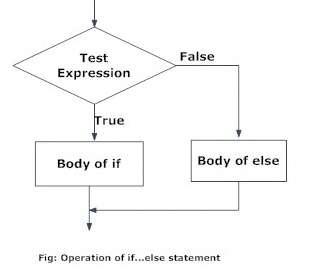 Test
Expression
False
True
Body of if
Body of else
Fig: Operation of if...else statement